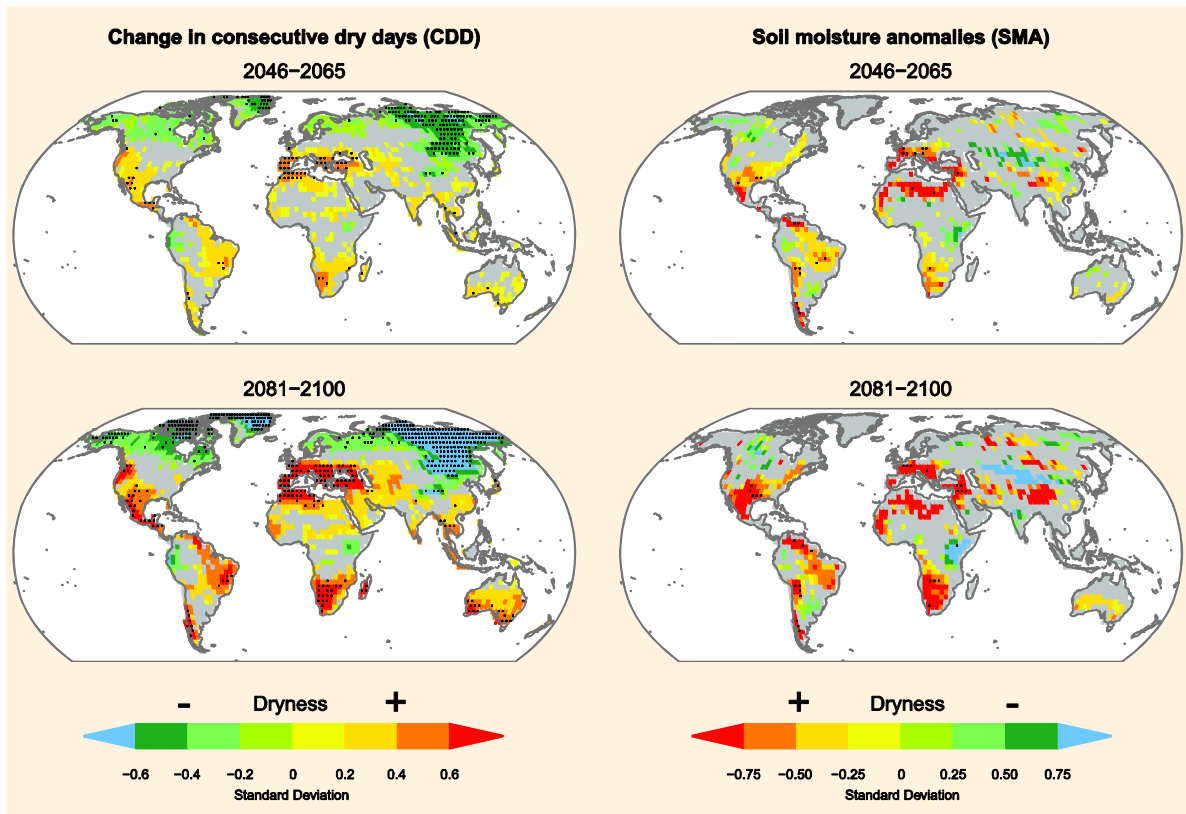 Change in consecutive dry days (CDD)
2046−2065
2081−2100
− Dryness +
−0.6 −0.4 −0.2 0 0.2 0.4 0.6
Standard Deviation
Soil moisture anomalies (SMA)
2046−2065
2081−2100
+ Dryness −
−0.75 −0.50 −0.25 0 0.25 0.50 0.75
Standard Deviation